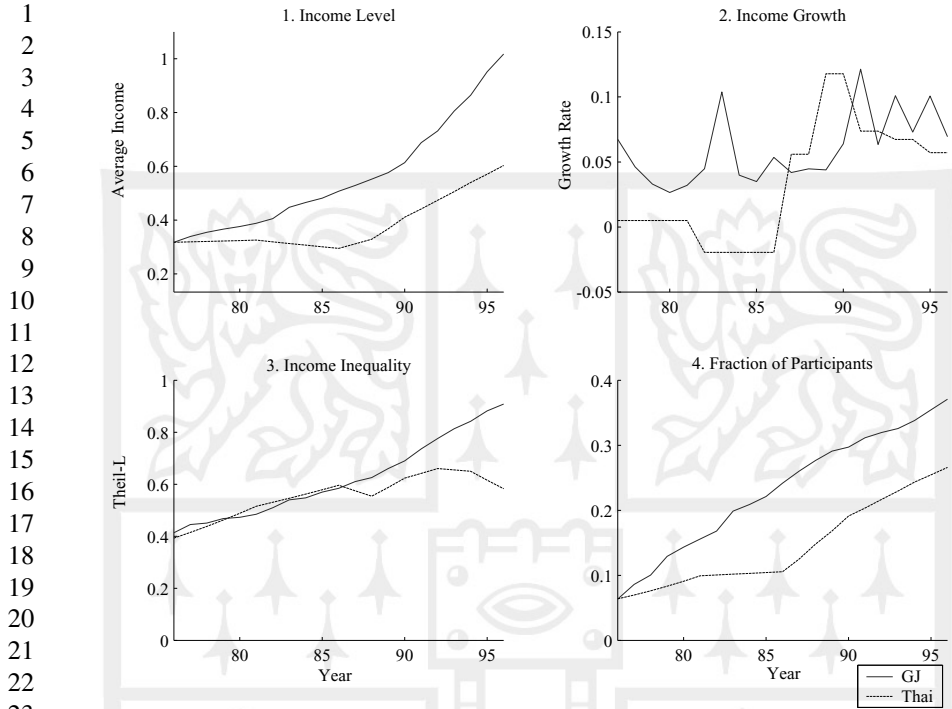 1
2
3
4
5
6
7
8
9
10
11
12
13
14
15
16
17
18
19
20
21
22
23
1. Income Level
Average Income
1
0.8
0.6
0.4
0.2
80 85 90 95
2. Income Growth
Growth Rate
0.15
0.1
0.05
0
-0.05
80 85 90 95
3. Income Inequality
Theil-L
1
0.8
0.6
0.4
0.2
0
80 85 90 95
Year
4. Fraction of Participants
0.4
0.3
0.2
0.1
0
80 85 90 95
Year
GJ
Thai